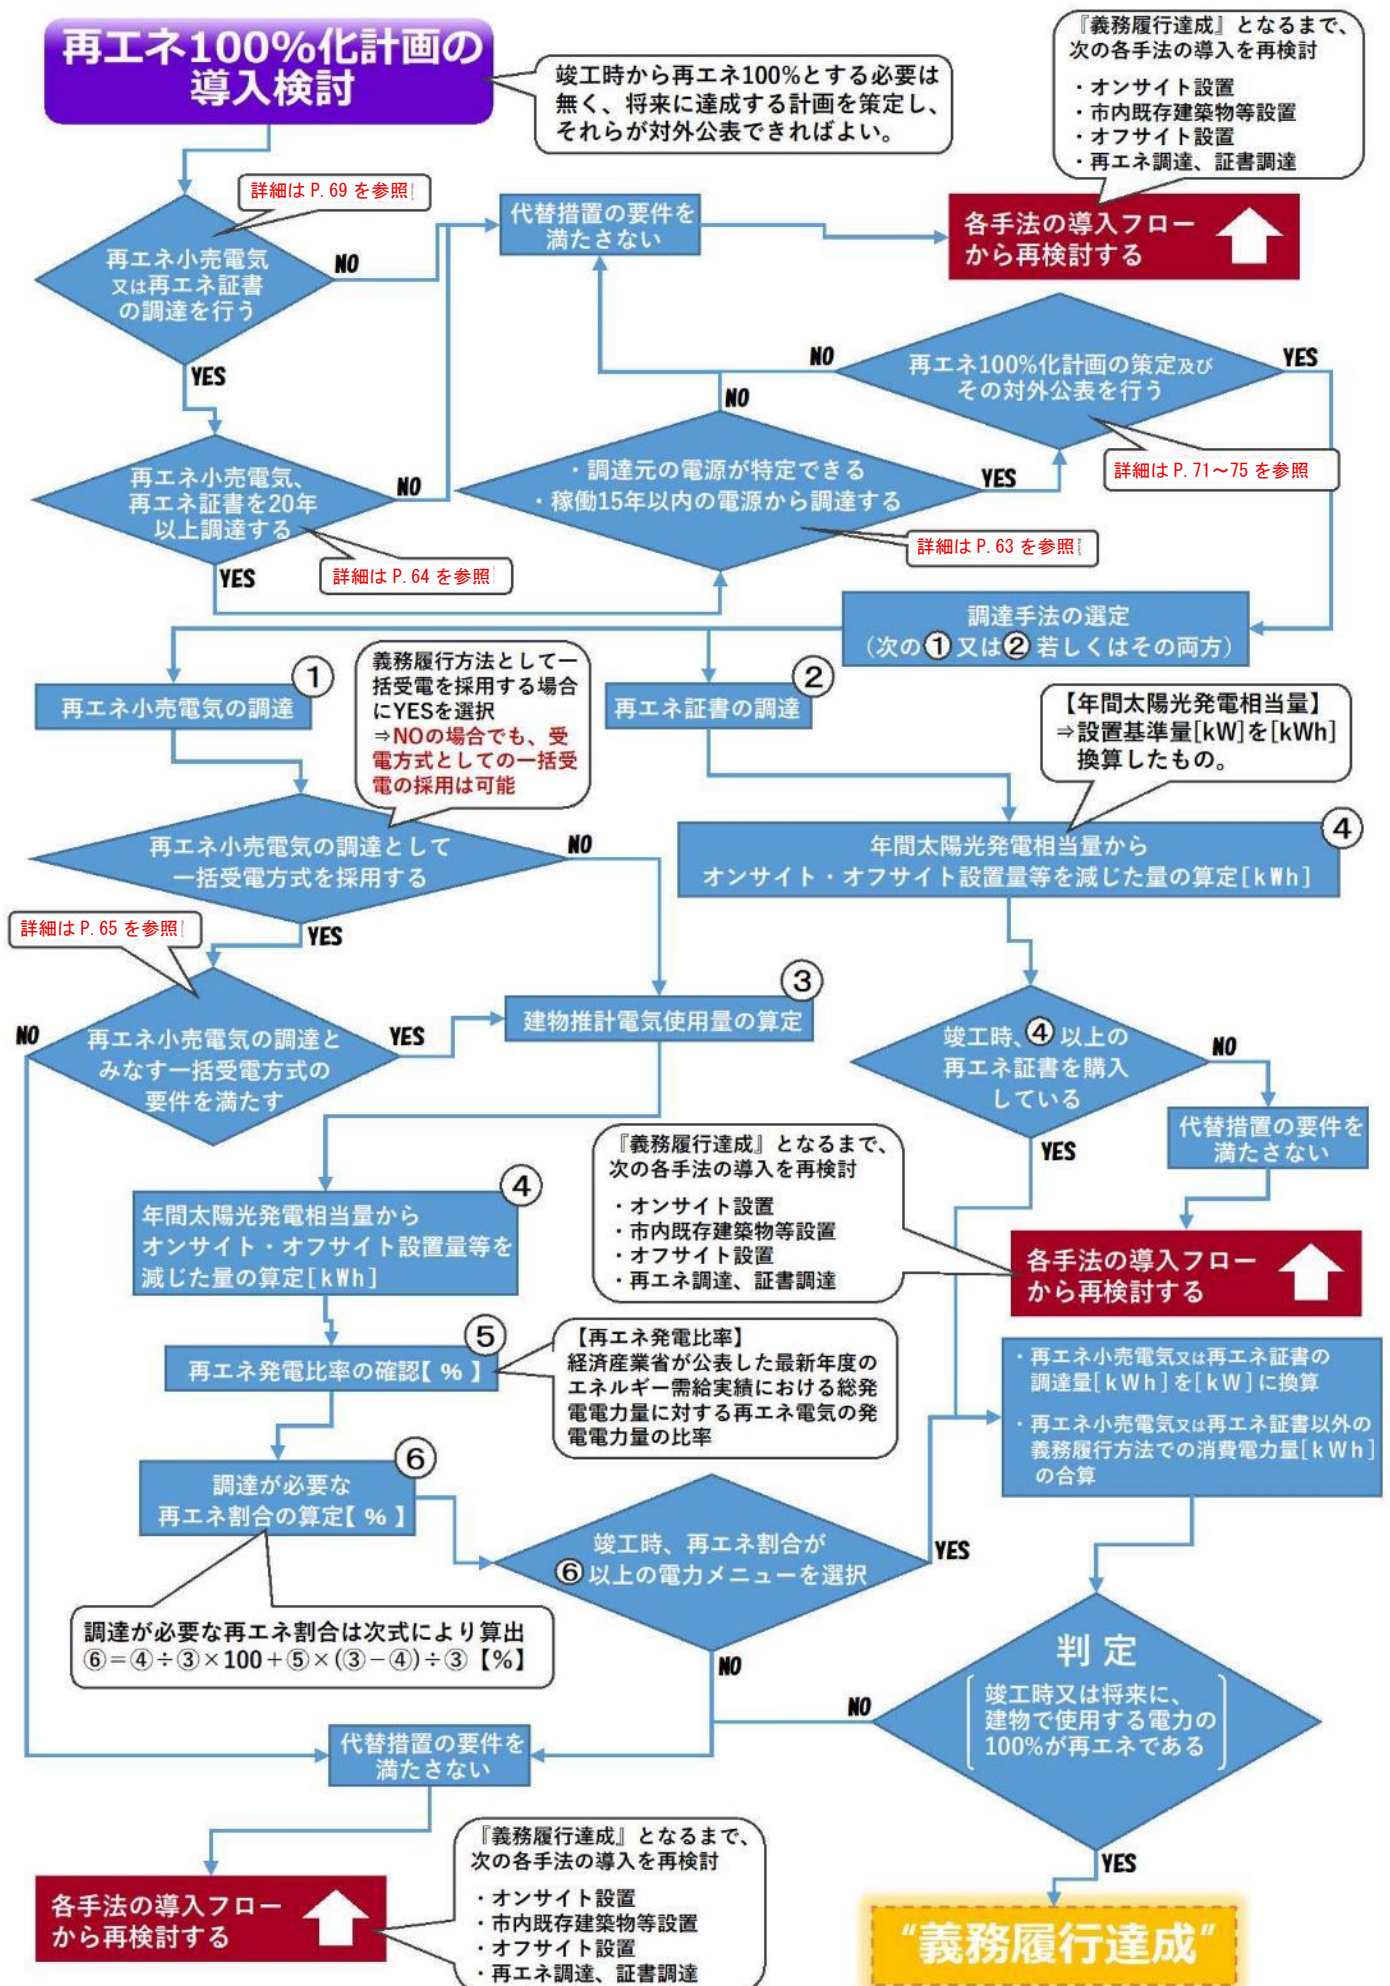 再エネ100%化計画の
導入検討
竣工時から再エネ100%とする必要は
無く、将来に達成する計画を策定し、
それらが対外公表できればよい。
『義務履行達成』となるまで、
次の各手法の導入を再検討
・オンサイト設置
・市内既存建築物等設置
・オフサイト設置
・再エネ調達、証書調達
詳細は P. 69 を参照
再エネ小売電気
又は再エネ証書
の調達を行う
NO
YES
代替措置の要件を
満たさない
各手法の導入フロー
から再検討する
再エネ100%化計画の策定及び
その対外公表を行う
NO
YES
詳細は P. 71～75 を参照
再エネ小売電気、
再エネ証書を20年
以上調達する
NO
YES
詳細は P. 64 を参照
・調達元の電源が特定できる
・稼働15年以内の電源から調達する
NO
YES
詳細は P. 63 を参照
調達手法の選定
（次の①又は②若しくはその両方）
①
再エネ小売電気の調達
義務履行方法として一
括受電を採用する場合
にYESを選択
⇒NOの場合でも、受
電方式としての一括受
電の採用は可能
②
再エネ証書の調達
【年間太陽光発電相当量】
⇒設置基準量[kW]を[kWh]
換算したもの。
再エネ小売電気の調達として
一括受電方式を採用する
NO
YES
④
年間太陽光発電相当量から
オンサイト・オフサイト設置量等を減じた量の算定[kWh]
詳細は P. 65 を参照
再エネ小売電気の調達と
みなす一括受電方式の
要件を満たす
NO
YES
③
建物推計電気使用量の算定
竣工時、④以上の
再エネ証書を購入
している
NO
YES
代替措置の要件を
満たさない
『義務履行達成』となるまで、
次の各手法の導入を再検討
・オンサイト設置
・市内既存建築物等設置
・オフサイト設置
・再エネ調達、証書調達
各手法の導入フロー
から再検討する
④
年間太陽光発電相当量から
オンサイト・オフサイト設置量等を
減じた量の算定[kWh]
⑤
再エネ発電比率の確認【 % 】
【再エネ発電比率】
経済産業省が公表した最新年度の
エネルギー需給実績における総発
電電力量に対する再エネ電気の発
電電力量の比率
・再エネ小売電気又は再エネ証書の
調達量[kWh]を[kW]に換算
・再エネ小売電気又は再エネ証書以外の
義務履行方法での消費電力量[kWh]
の合算
⑥
調達が必要な
再エネ割合の算定【 % 】
竣工時、再エネ割合が
⑥以上の電力メニューを選択
YES
NO
調達が必要な再エネ割合は次式により算出
⑥＝④÷③×100＋⑤×(③－④)÷③【%】
判 定
竣工時又は将来に、
建物で使用する電力の
100%が再エネである
NO
YES
代替措置の要件を
満たさない
各手法の導入フロー
から再検討する
『義務履行達成』となるまで、
次の各手法の導入を再検討
・オンサイト設置
・市内既存建築物等設置
・オフサイト設置
・再エネ調達、証書調達
“義務履行達成”